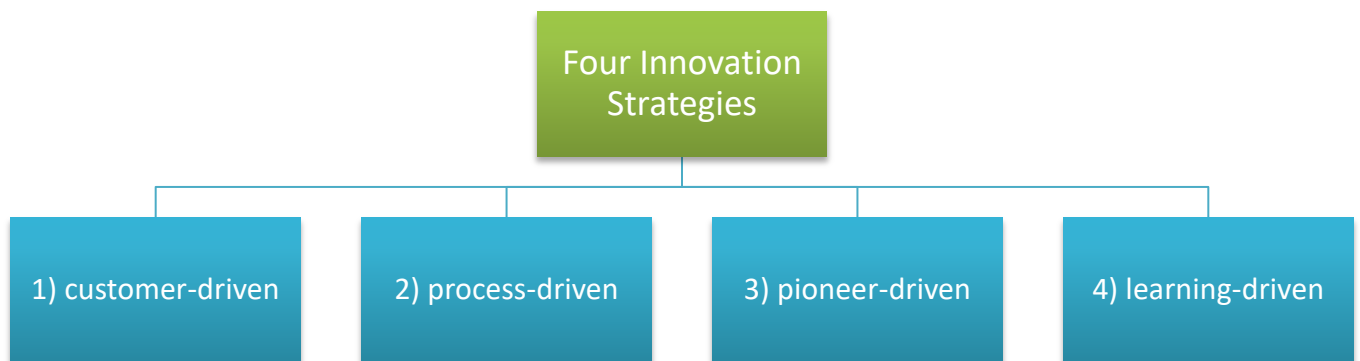 Four Innovation
Strategies
1) customer-driven
2) process-driven
3) pioneer-driven
4) learning-driven